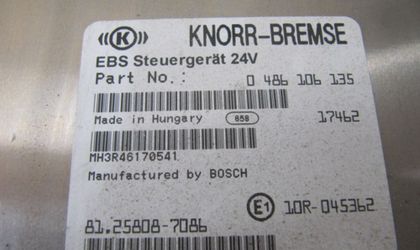 ((K)) KNORR-BREMSE
EBS Steuergerät 24V
Part No.: 0 486 106 135
Made in Hungary 858 17462
MH3R46170541
Manufactured by BOSCH
E1 10R-045362
81.25808-7086